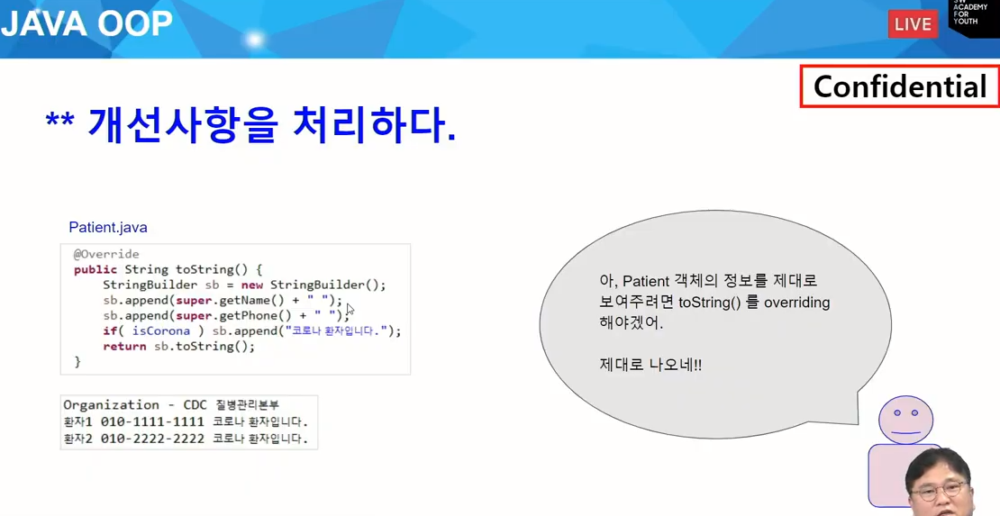 JAVA OOP
LIVE
SW
ACADEMY
FOR
YOUTH
Confidential
** 개선사항을 처리하다.
Patient.java
@Override
public String toString() {
StringBuilder sb = new StringBuilder();
sb.append(super.getName() + " ");
sb.append(super.getPhone() + " ");
if( isCorona ) sb.append("코로나 환자입니다.");
return sb.toString();
}
Organization - CDC 질병관리본부
환자1 010-1111-1111 코로나 환자입니다.
환자2 010-2222-2222 코로나 환자입니다.
아, Patient 객체의 정보를 제대로
보여주려면 toString() 를 overriding
해야겠어.
제대로 나오네!!